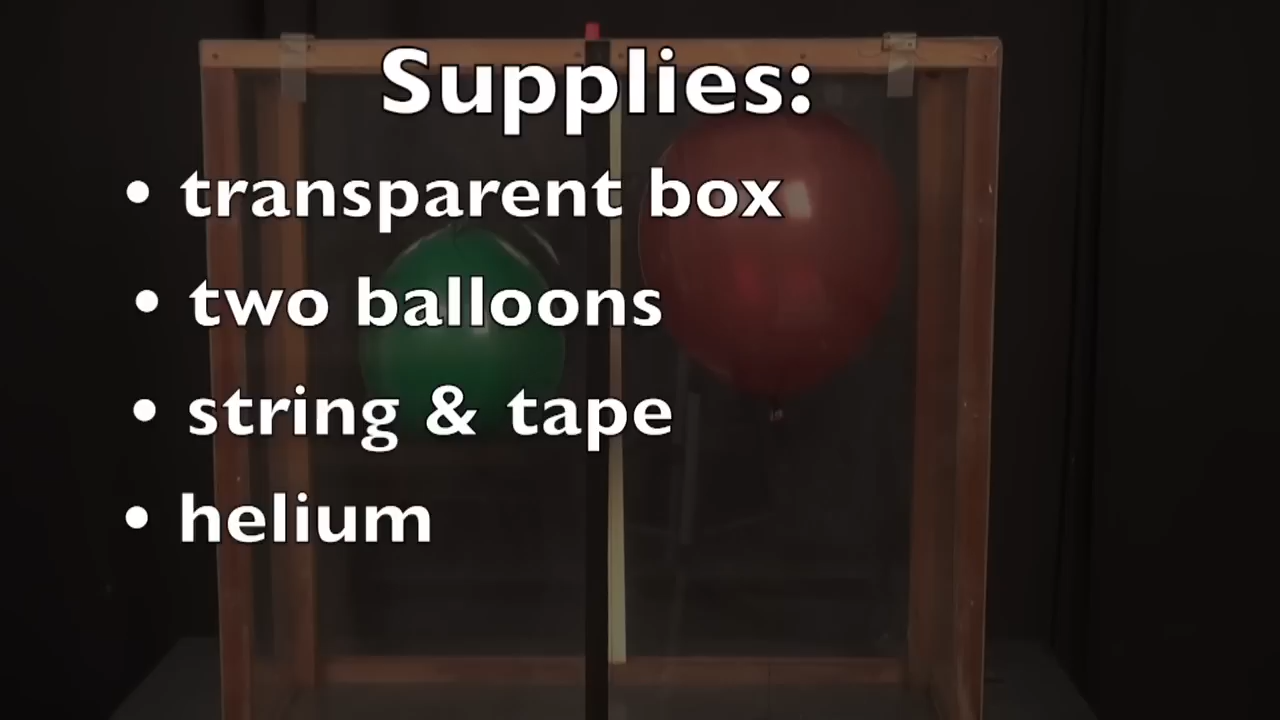 Supplies:
• transparent box
• two balloons
• string & tape
• helium